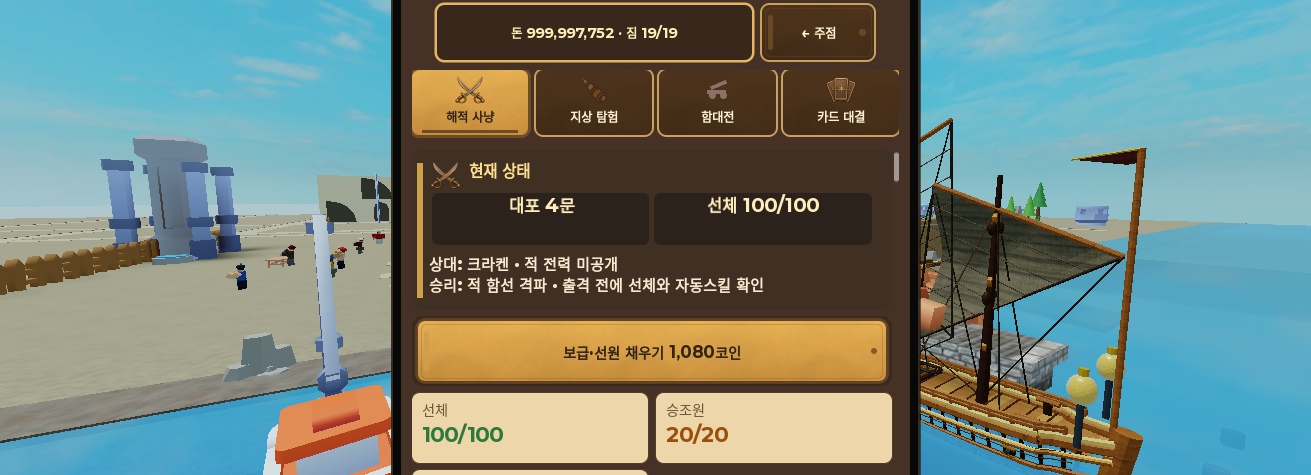 돈 999,997,752 · 짐 19/19
← 주점
해적 사냥
지상 탐험
함대전
카드 대결
현재 상태
대포 4문
선체 100/100
상대: 크라켄 • 적 전력 미공개
승리: 적 함선 격파 • 출격 전에 선체와 자동스킬 확인
보급·선원 채우기 1,080코인
선체
100/100
승조원
20/20